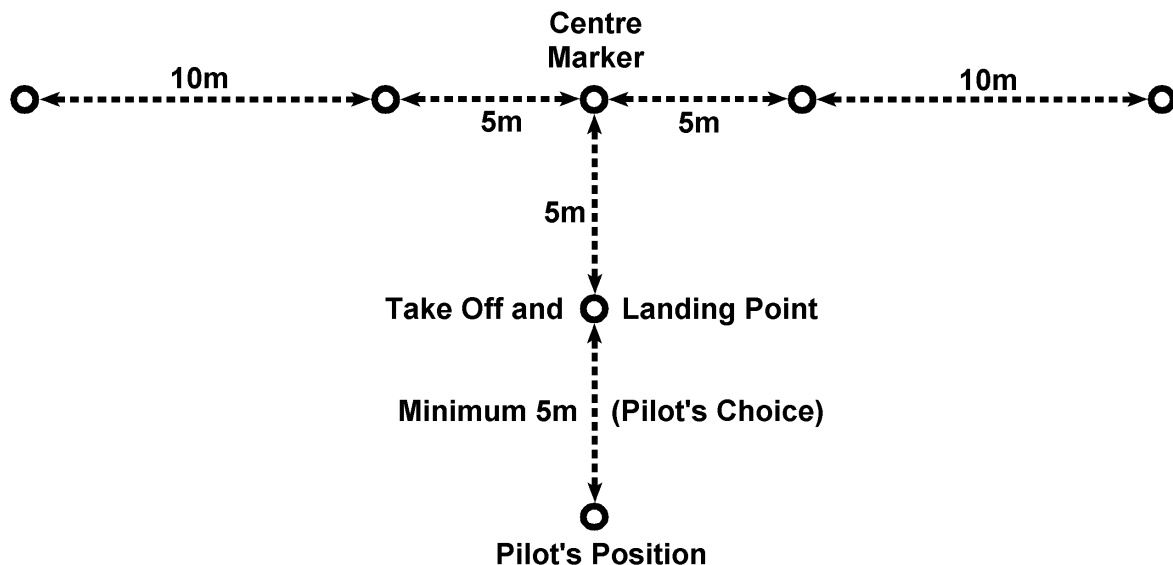 Centre
Marker
10m
10m
5m
5m
5m
Take Off and Landing Point
Minimum 5m (Pilot's Choice)
Pilot's Position